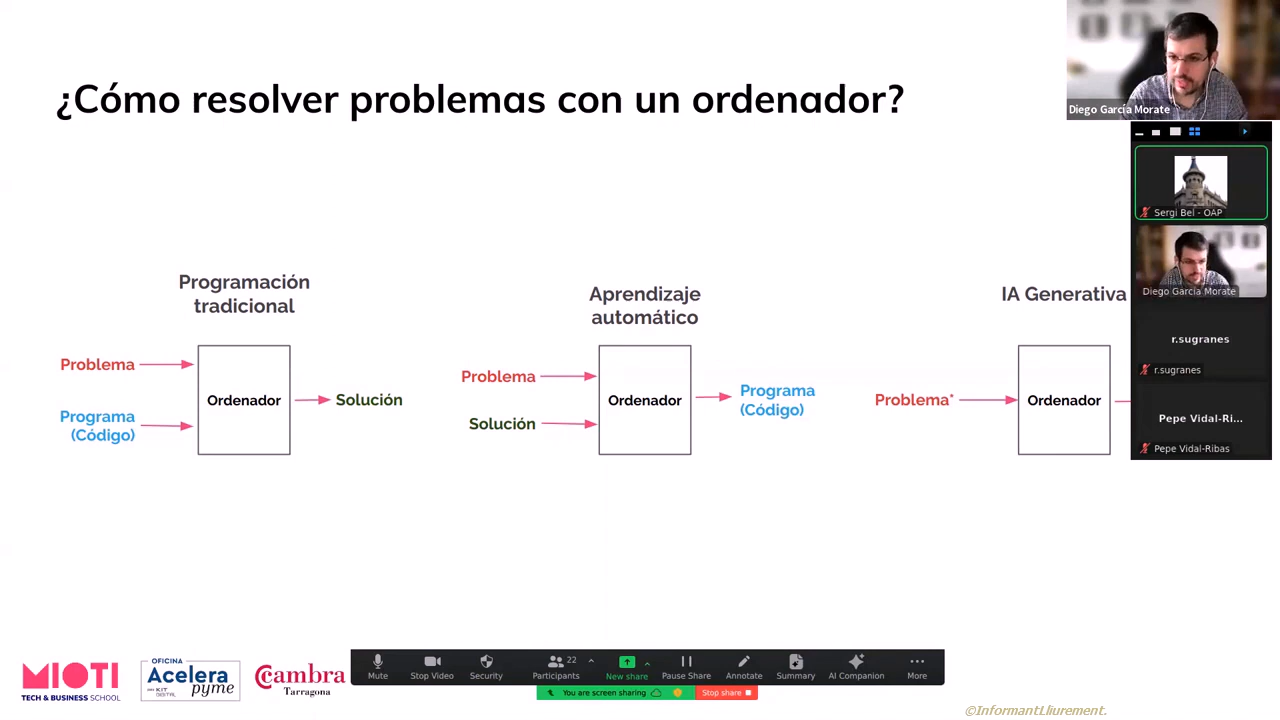 ¿Cómo resolver problemas con un ordenador?
Diego García Morate
Sergi Bel - OAP
Diego García Morate
r.sugranes
r.sugranes
Pepe Vidal-Ri...
Pepe Vidal-Ribas
Programación
tradicional
Problema
Programa
(Código)
Ordenador
Solución
Aprendizaje
automático
Problema
Solución
Ordenador
Programa
(Código)
IA Generativa
Problema*
Ordenador
MIOTI
TECH & BUSINESS SCHOOL
OFICINA
Acelera
pyme
KIT
DIGITAL
Cambra
Tarragona
Mute
Stop Video
Security
Participants
22
New share
Pause Share
Annotate
Summary
AI Companion
More
You are screen sharing
Stop share
©InformantLliurement.